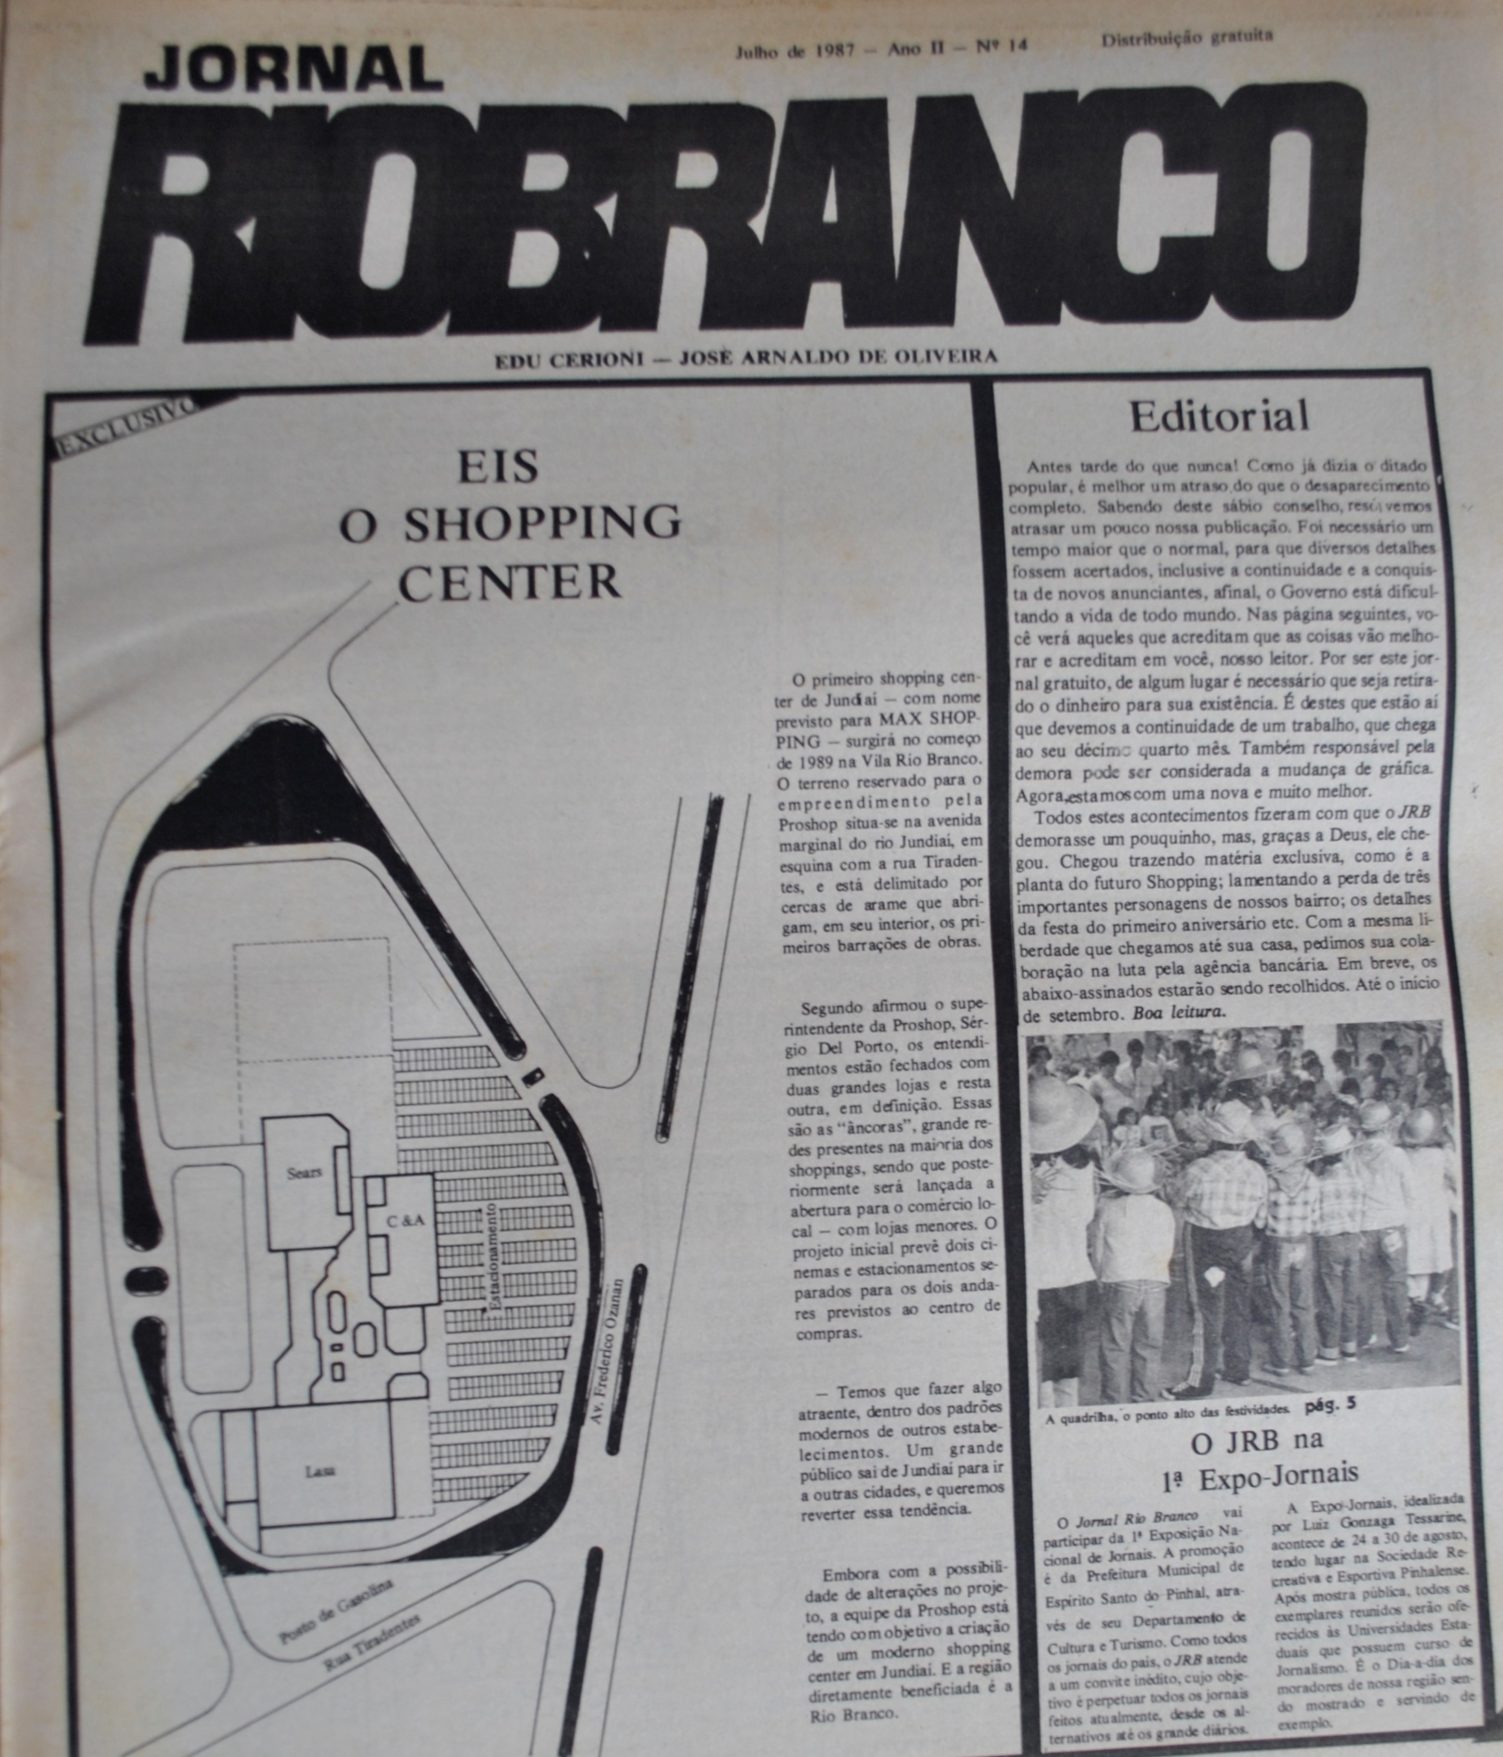 JORNAL
Julho de 1987 — Ano II — Nº 14
Distribuição gratuita
RIOBRANCO
EDU CERIONI — JOSÉ ARNALDO DE OLIVEIRA
EXCLUSIVO
EIS
O SHOPPING
CENTER
Sears
C & A
Estacionamento
Av. Frederico Ozanan
Lasa
Posto de Gasolina
Rua Tiradentes
O primeiro shopping cen-
ter de Jundiaí — com nome
previsto para MAX SHOP-
PING — surgirá no começo
de 1989 na Vila Rio Branco.
O terreno reservado para o
empreendimento pela
Proshop situa-se na avenida
marginal do rio Jundiaí, em
esquina com a rua Tiraden-
tes, e está delimitado por
cercas de arame que abri-
gam, em seu interior, os pri-
meiros barrações de obras.
Segundo afirmou o supe-
rintendente da Proshop, Sér-
gio Del Porto, os entendi-
mentos estão fechados com
duas grandes lojas e resta
outra, em definição. Essas
são as “âncoras”, grande re-
des presentes na maioria dos
shoppings, sendo que poste-
riormente será lançada a
abertura para o comércio lo-
cal — com lojas menores. O
projeto inicial prevê dois ci-
nemas e estacionamentos se-
parados para os dois anda-
res previstos ao centro de
compras.
— Temos que fazer algo
atraente, dentro dos padrões
modernos de outros estabe-
lecimentos. Um grande
público sai de Jundiaí para ir
a outras cidades, e queremos
reverter essa tendência.
Embora com a possibili-
dade de alterações no proje-
to, a equipe da Proshop está
tendo com objetivo a criação
de um moderno shopping
center em Jundiaí. E a região
diretamente beneficiada é a
Rio Branco.
Editorial
Antes tarde do que nunca! Como já dizia o ditado
popular, é melhor um atraso do que o desaparecimento
completo. Sabendo deste sábio conselho, resolvemos
atrasar um pouco nossa publicação. Foi necessário um
tempo maior que o normal, para que diversos detalhes
fossem acertados, inclusive a continuidade e a conquis-
ta de novos anunciantes, afinal, o Governo está dificul-
tando a vida de todo mundo. Nas página seguintes, vo-
cê verá aqueles que acreditam que as coisas vão melho-
rar e acreditam em você, nosso leitor. Por ser este jor-
nal gratuito, de algum lugar é necessário que seja retira-
do o dinheiro para sua existência. É destes que estão aí
que devemos a continuidade de um trabalho, que chega
ao seu décimo quarto mês. Também responsável pela
demora pode ser considerada a mudança de gráfica.
Agora,estamos com uma nova e muito melhor.
Todos estes acontecimentos fizeram com que o JRB
demorasse um pouquinho, mas, graças a Deus, ele che-
gou. Chegou trazendo matéria exclusiva, como é a
planta do futuro Shopping; lamentando a perda de três
importantes personagens de nossos bairro; os detalhes
da festa do primeiro aniversário etc. Com a mesma li-
berdade que chegamos até sua casa, pedimos sua cola-
boração na luta pela agência bancária. Em breve, os
abaixo-assinados estarão sendo recolhidos. Até o início
de setembro. Boa leitura.
A quadrilha, o ponto alto das festividades. pág. 5
O JRB na
1ª Expo-Jornais
O Jornal Rio Branco vai
participar da 1ª Exposição Na-
cional de Jornais. A promoção
é da Prefeitura Municipal de
Espírito Santo do Pinhal, atra-
vés de seu Departamento de
Cultura e Turismo. Como todos
os jornais do país, o JRB atende
a um convite inédito, cujo obje-
tivo é perpetuar todos os jornais
feitos atualmente, desde os al-
ternativos até os grande diários.
A Expo-Jornais, idealizada
por Luiz Gonzaga Tessarine,
acontece de 24 a 30 de agosto,
tendo lugar na Sociedade Re-
creativa e Esportiva Pinhalense.
Após mostra pública, todos os
exemplares reunidos serão ofe-
recidos às Universidades Esta-
duais que possuem curso de
Jornalismo. É o Dia-a-dia dos
moradores de nossa região sen-
do mostrado e servindo de
exemplo.